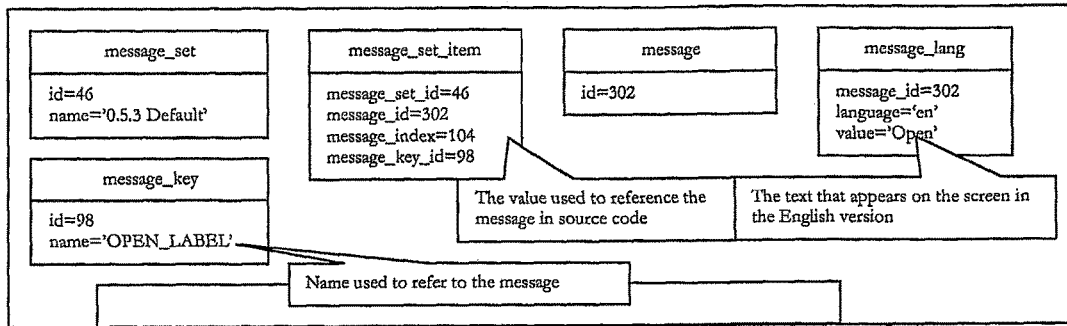 message_set
id=46
name='0.5.3 Default'
message_set_item
message_set_id=46
message_id=302
message_index=104
message_key_id=98
message
id=302
message_lang
message_id=302
language='en'
value='Open'
message_key
id=98
name='OPEN_LABEL'
The value used to reference the
message in source code
The text that appears on the screen in
the English version
Name used to refer to the message